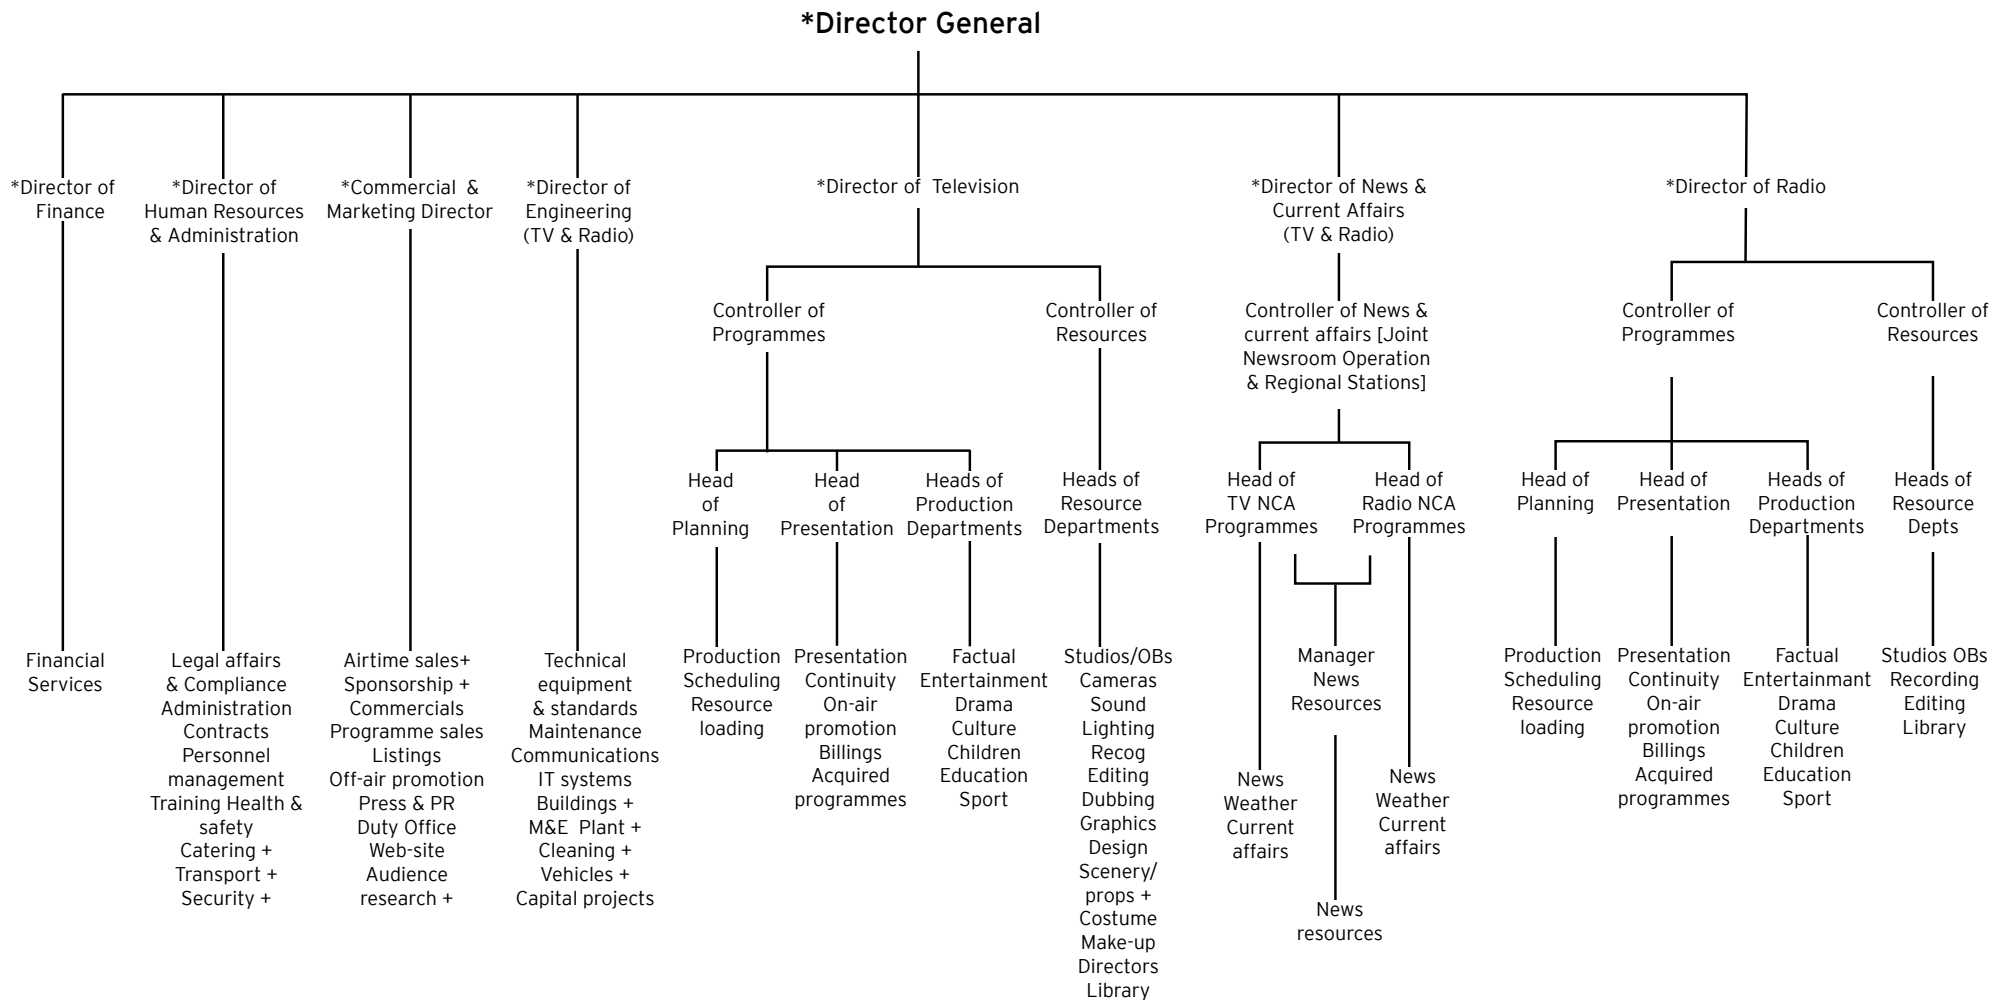 *Director General
*Director of
Finance
*Director of
Human Resources
& Administration
*Commercial &
Marketing Director
*Director of
Engineering
(TV & Radio)
*Director of Television
*Director of News &
Current Affairs
(TV & Radio)
*Director of Radio
Controller of
Programmes
Controller of
Resources
Controller of News &
current affairs [Joint
Newsroom Operation
& Regional Stations]
Controller of
Programmes
Controller of
Resources
Head
of
Planning
Head
of
Presentation
Heads of
Production
Departments
Heads of
Resource
Departments
Head of
TV NCA
Programmes
Head of
Radio NCA
Programmes
Head of
Planning
Head of
Presentation
Heads of
Production
Departments
Heads of
Resource
Depts
Financial
Services
Legal affairs
& Compliance
Administration
Contracts
Personnel
management
Training Health &
safety
Catering +
Transport +
Security +
Airtime sales+
Sponsorship +
Commercials
Programme sales
Listings
Off-air promotion
Press & PR
Duty Office
Web-site
Audience
research +
Technical
equipment
& standards
Maintenance
Communications
IT systems
Buildings +
M&E Plant +
Cleaning +
Vehicles +
Capital projects
Production
Scheduling
Resource
loading
Presentation
Continuity
On-air
promotion
Billings
Acquired
programmes
Factual
Entertainment
Drama
Culture
Children
Education
Sport
Studios/OBs
Cameras
Sound
Lighting
Recog
Editing
Dubbing
Graphics
Design
Scenery/
props +
Costume
Make-up
Directors
Library
News
Weather
Current
affairs
Manager
News
Resources
News
resources
News
Weather
Current
affairs
Production
Scheduling
Resource
loading
Presentation
Continuity
On-air
promotion
Billings
Acquired
programmes
Factual
Entertainmant
Drama
Culture
Children
Education
Sport
Studios OBs
Recording
Editing
Library